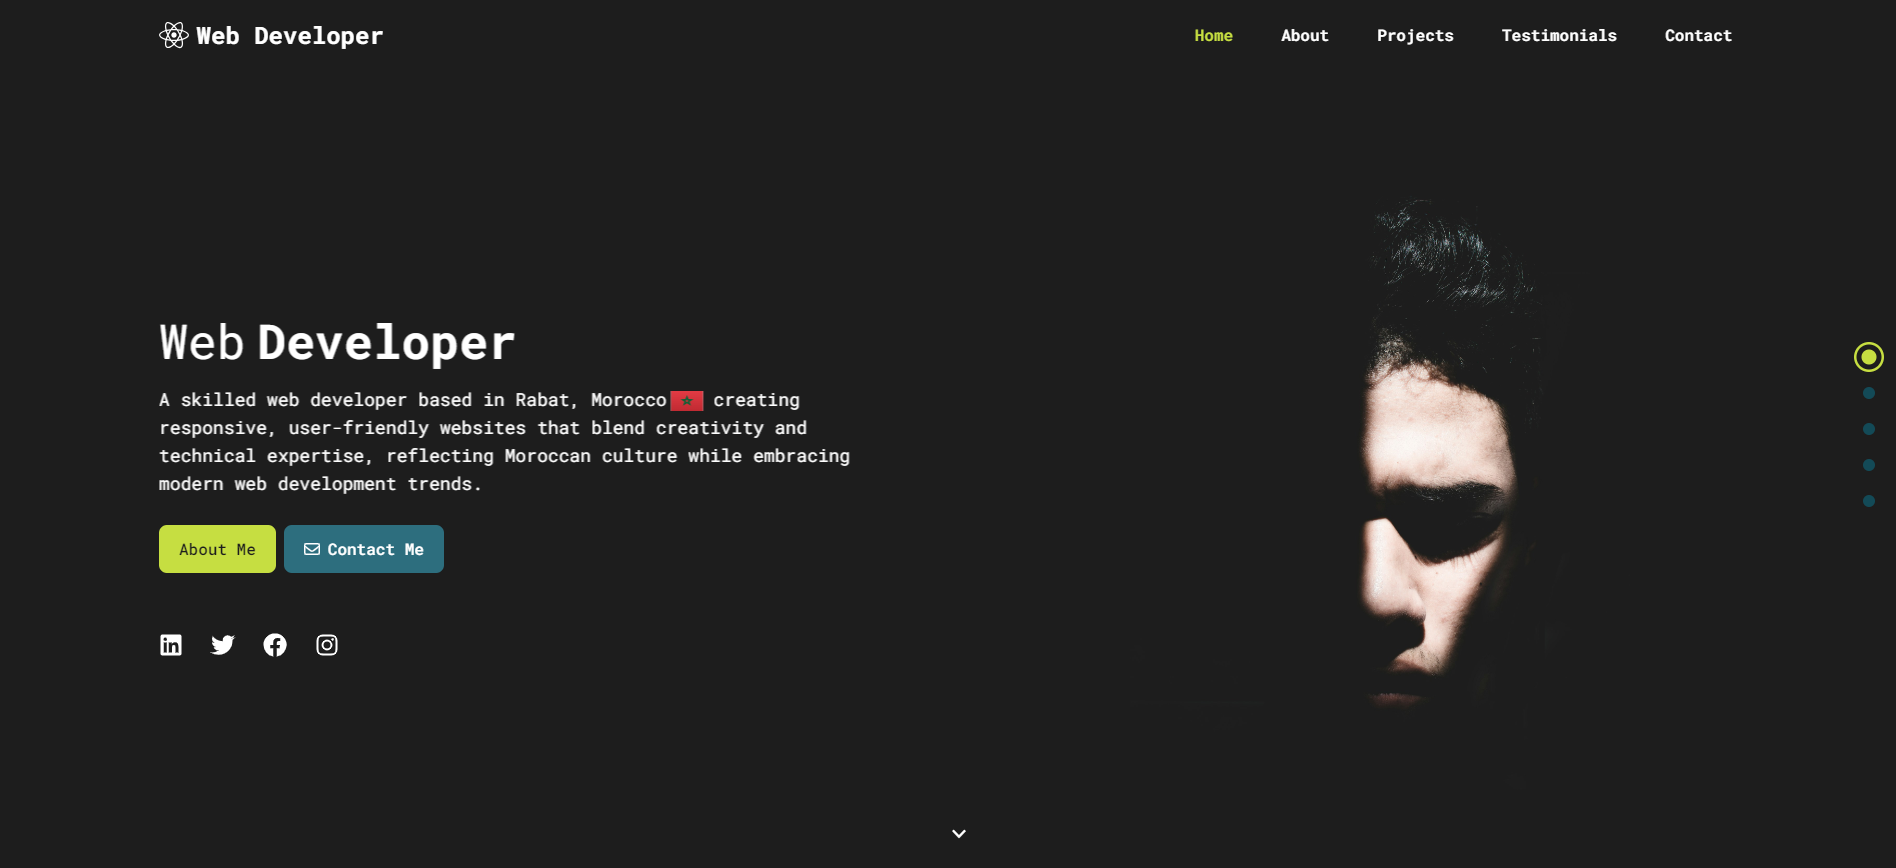 Web Developer
Home About Projects Testimonials Contact
Web Developer
A skilled web developer based in Rabat, Morocco creating
responsive, user-friendly websites that blend creativity and
technical expertise, reflecting Moroccan culture while embracing
modern web development trends.
About Me Contact Me